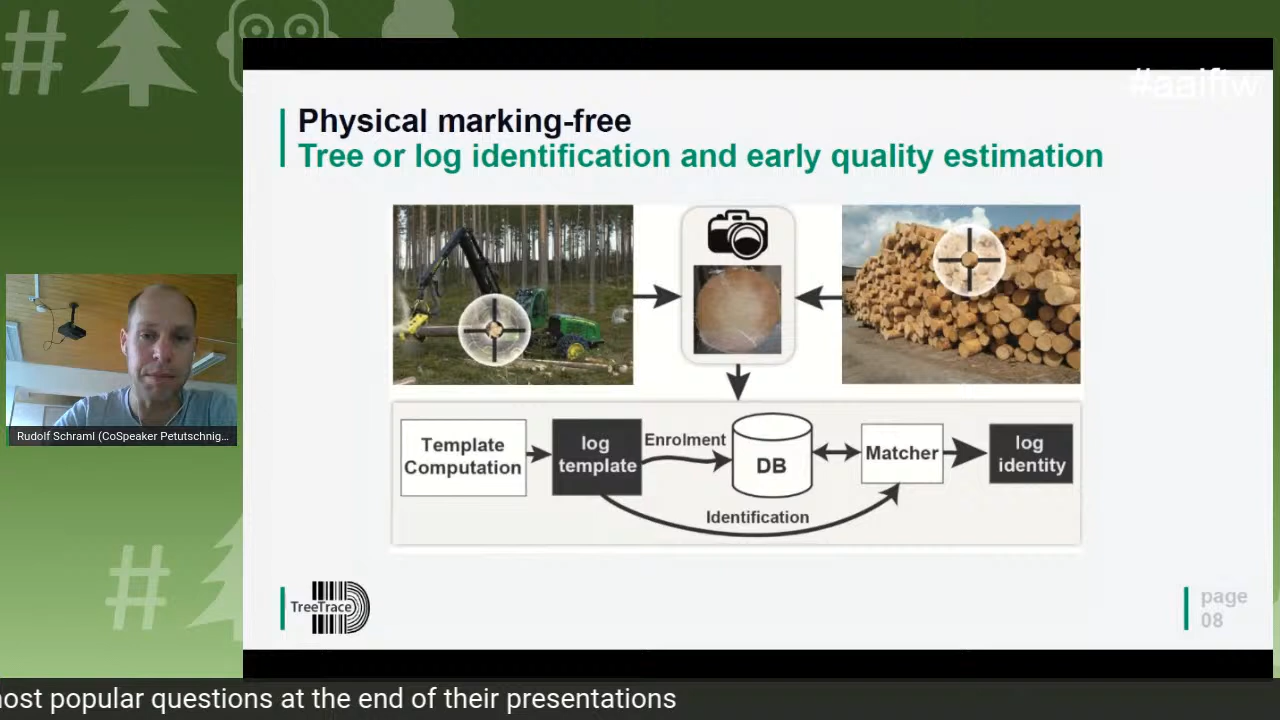 #
#aaiftw
Physical marking-free
Tree or log identification and early quality estimation
Rudolf Schraml (CoSpeaker Petutschnig...
Template
Computation
log
template
Enrolment
DB
Matcher
log
identity
Identification
#
TreeTrace
page
08
most popular questions at the end of their presentations